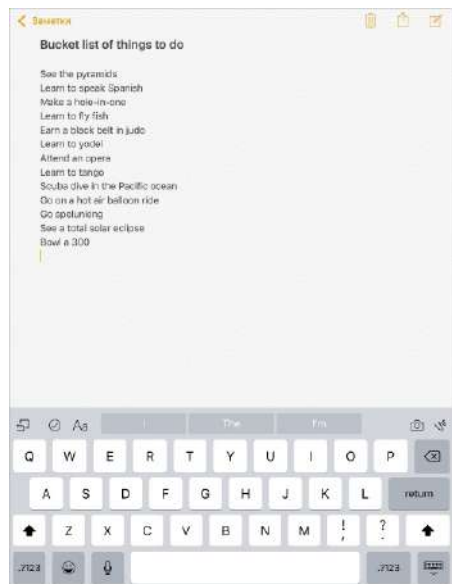 Заметки
Bucket list of things to do
See the pyramids
Learn to speak Spanish
Make a hole-in-one
Learn to fly fish
Earn a black belt in judo
Learn to yodel
Attend an opera
Learn to tango
Scuba dive in the Pacific ocean
Go on a hot air balloon ride
Go spelunking
See a total solar eclipse
Bowl a 300
Aa I The I'm
Q W E R T Y U I O P
A S D F G H J K L return
Z X C V B N M ! , ? .
.?123 .?123